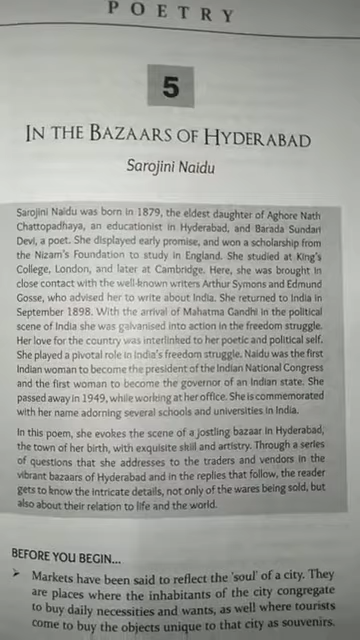 POETRY
5
IN THE BAZAARS OF HYDERABAD
Sarojini Naidu
Sarojini Naidu was born in 1879, the eldest daughter of Aghore Nath
Chattopadhaya, an educationist in Hyderabad, and Barada Sundari
Devi, a poet. She displayed early promise, and won a scholarship from
the Nizam's Foundation to study in England. She studied at King's
College, London, and later at Cambridge. Here, she was brought in
close contact with the well-known writers Arthur Symons and Edmund
Gosse, who advised her to write about India. She returned to India in
September 1898. With the arrival of Mahatma Gandhi in the political
scene of India she was galvanised into action in the freedom struggle.
Her love for the country was interlinked to her poetic and political self.
She played a pivotal role in India's freedom struggle. Naidu was the first
Indian woman to become the president of the Indian National Congress
and the first woman to become the governor of an Indian state. She
passed away in 1949, while working at her office. She is commemorated
with her name adorning several schools and universities in India.
In this poem, she evokes the scene of a jostling bazaar in Hyderabad,
the town of her birth, with exquisite skill and artistry. Through a series
of questions that she addresses to the traders and vendors in the
vibrant bazaars of Hyderabad and in the replies that follow, the reader
gets to know the intricate details, not only of the wares being sold, but
also about their relation to life and the world.
BEFORE YOU BEGIN...
➤ Markets have been said to reflect the 'soul' of a city. They
are places where the inhabitants of the city congregate
to buy daily necessities and wants, as well where tourists
come to buy the objects unique to that city as souvenirs.